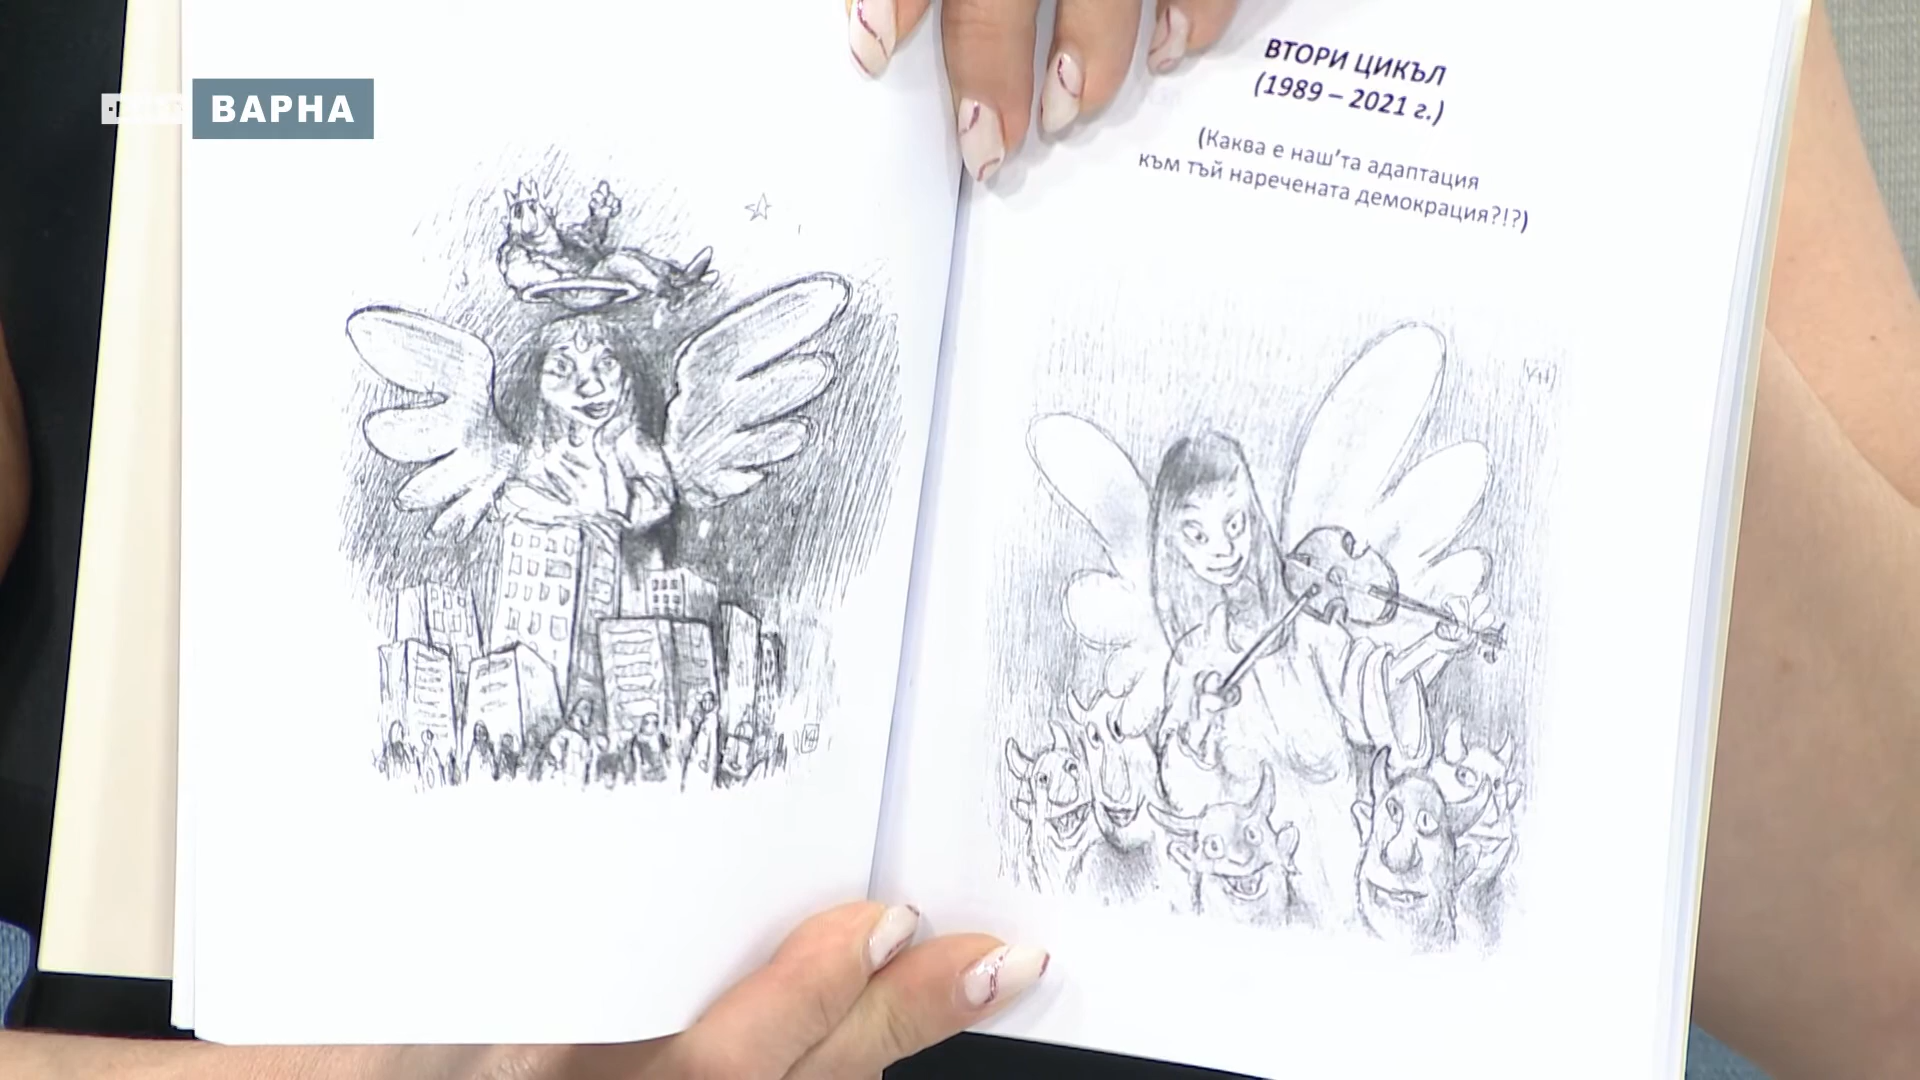 ВАРНА
ВТОРИ ЦИКЪЛ
(1989 – 2021 г.)
(Каква е наш’та адаптация
към тъй наречената демокрация?!?)